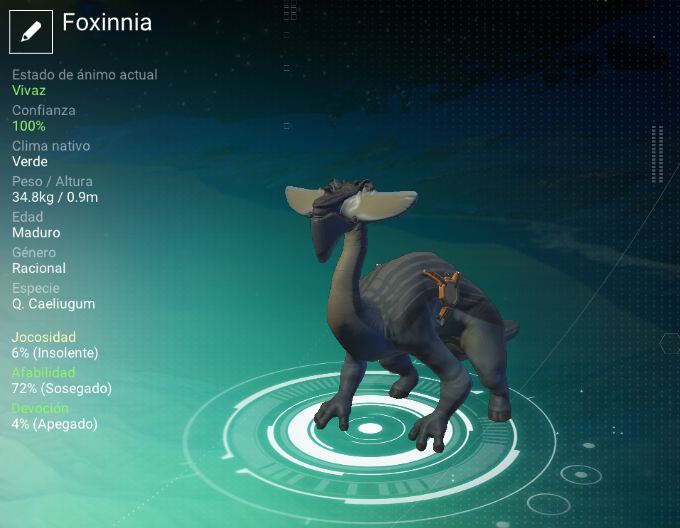 Foxinnia
Estado de ánimo actual
Vivaz
Confianza
100%
Clima nativo
Verde
Peso / Altura
34.8kg / 0.9m
Edad
Maduro
Género
Racional
Especie
Q. Caeliugum
Jocosidad
6% (Insolente)
Afabilidad
72% (Sosegado)
Devoción
4% (Apegado)